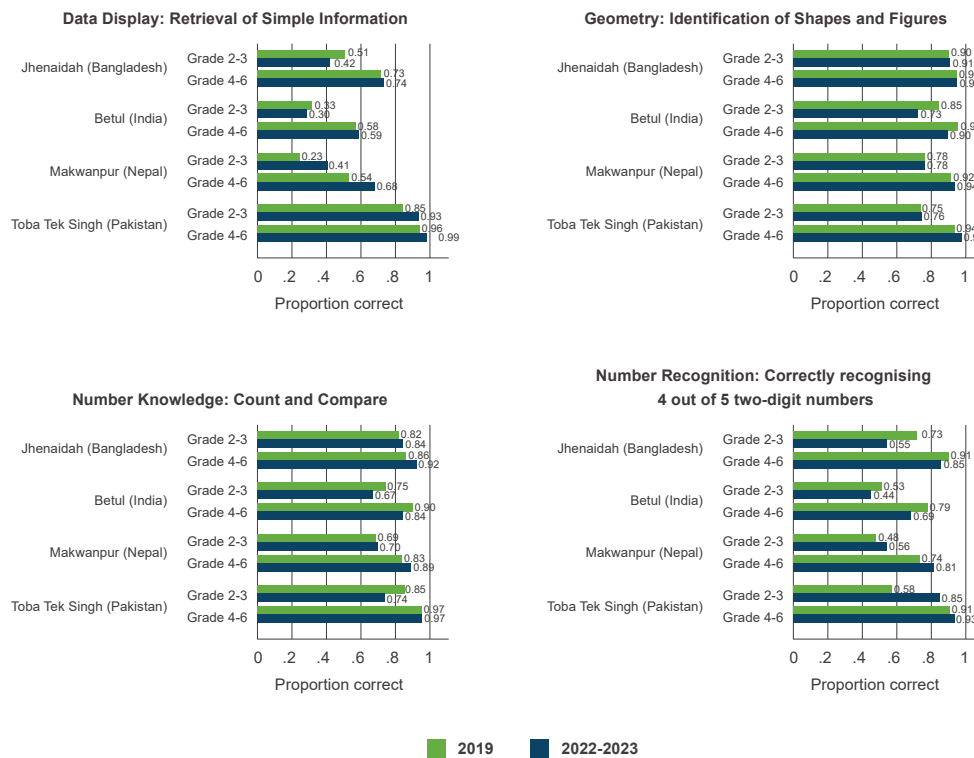 Data Display: Retrieval of Simple Information
Jhenaidah (Bangladesh)
Grade 2-3
0.51
0.42
Grade 4-6
0.73
0.74
Betul (India)
Grade 2-3
0.33
0.30
Grade 4-6
0.58
0.59
Makwanpur (Nepal)
Grade 2-3
0.23
0.41
Grade 4-6
0.54
0.68
Toba Tek Singh (Pakistan)
Grade 2-3
0.85
0.93
Grade 4-6
0.96
0.99
0 .2 .4 .6 .8 1
Proportion correct
Geometry: Identification of Shapes and Figures
Jhenaidah (Bangladesh)
Grade 2-3
0.90
0.91
Grade 4-6
Betul (India)
Grade 2-3
0.85
0.73
Grade 4-6
0.90
Makwanpur (Nepal)
Grade 2-3
0.78
0.78
Grade 4-6
0.92
0.94
Toba Tek Singh (Pakistan)
Grade 2-3
0.75
0.76
Grade 4-6
0.94
0 .2 .4 .6 .8 1
Proportion correct
Number Knowledge: Count and Compare
Jhenaidah (Bangladesh)
Grade 2-3
0.82
0.84
Grade 4-6
0.86
0.92
Betul (India)
Grade 2-3
0.75
0.67
Grade 4-6
0.90
0.84
Makwanpur (Nepal)
Grade 2-3
0.69
0.70
Grade 4-6
0.83
0.89
Toba Tek Singh (Pakistan)
Grade 2-3
0.85
0.74
Grade 4-6
0.97
0.97
0 .2 .4 .6 .8 1
Proportion correct
Number Recognition: Correctly recognising
4 out of 5 two-digit numbers
Jhenaidah (Bangladesh)
Grade 2-3
0.73
0.55
Grade 4-6
0.91
0.85
Betul (India)
Grade 2-3
0.53
0.44
Grade 4-6
0.79
0.69
Makwanpur (Nepal)
Grade 2-3
0.48
0.56
Grade 4-6
0.74
0.81
Toba Tek Singh (Pakistan)
Grade 2-3
0.58
0.85
Grade 4-6
0.91
0.93
0 .2 .4 .6 .8 1
Proportion correct
2019
2022-2023